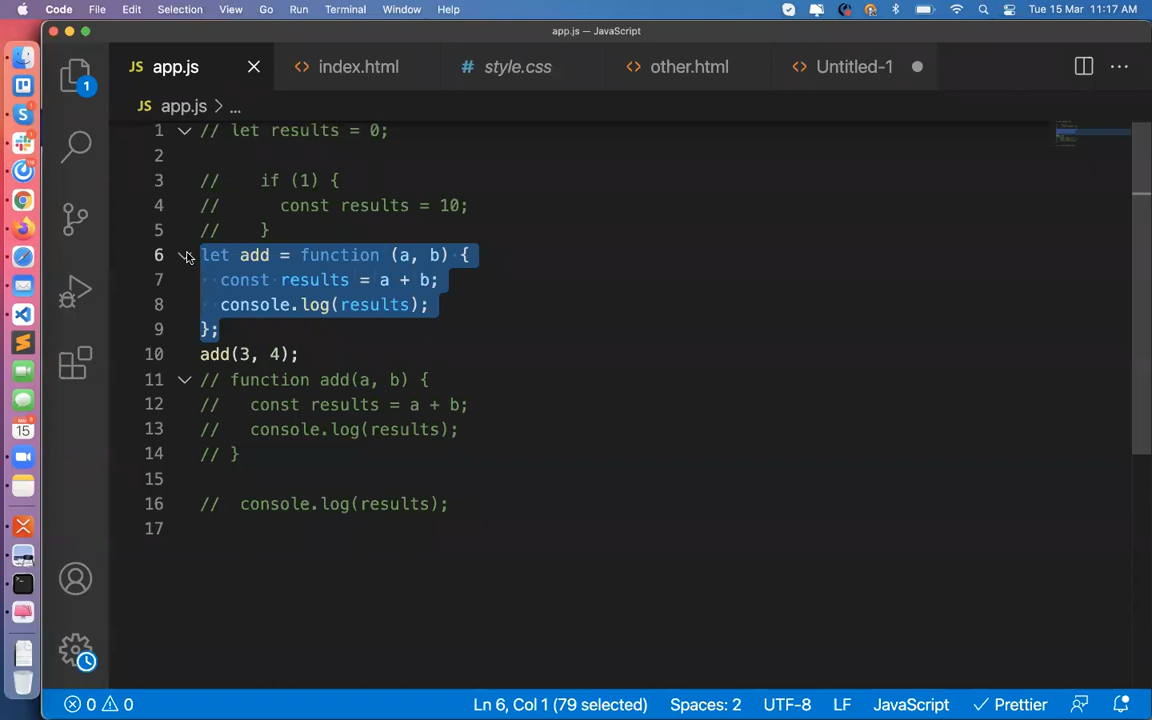 Code File Edit Selection View Go Run Terminal Window Help Tue 15 Mar 11:17 AM
app.js — JavaScript
JS app.js index.html # style.css other.html Untitled-1
JS app.js > ...
1 // let results = 0;
2
3 //    if (1) {
4 //      const results = 10;
5 //    }
6 let add = function (a, b) {
7   const results = a + b;
8   console.log(results);
9 };
10 add(3, 4);
11 // function add(a, b) {
12 //   const results = a + b;
13 //   console.log(results);
14 // }
15
16 //  console.log(results);
17
1
15
0 0 Ln 6, Col 1 (79 selected) Spaces: 2 UTF-8 LF JavaScript Prettier